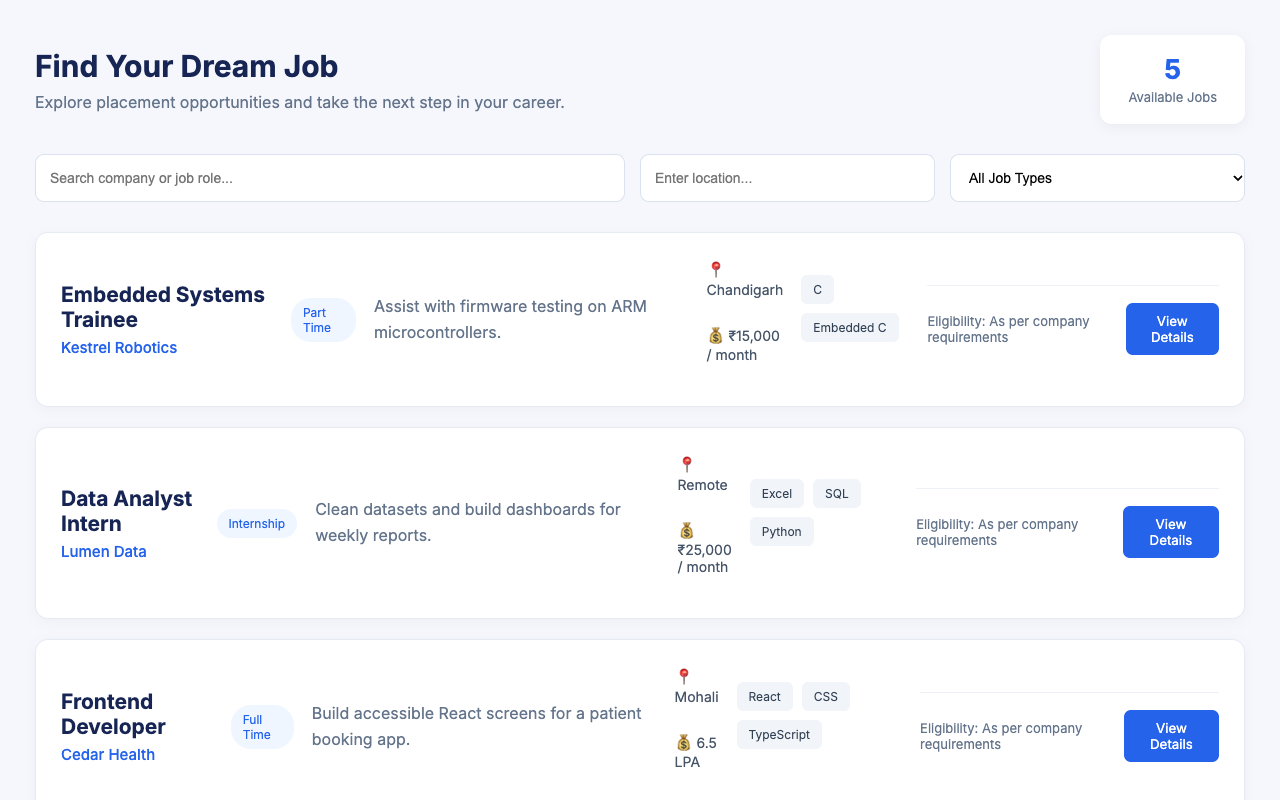 Find Your Dream Job
Explore placement opportunities and take the next step in your career.
5
Available Jobs
Search company or job role...
Enter location...
All Job Types
Embedded Systems
Trainee
Kestrel Robotics
Part
Time
Assist with firmware testing on ARM
microcontrollers.
📍
Chandigarh
💰 ₹15,000
/ month
C
Embedded C
Eligibility: As per company
requirements
View
Details
Data Analyst
Intern
Lumen Data
Internship
Clean datasets and build dashboards for
weekly reports.
📍
Remote
💰
₹25,000
/ month
Excel
SQL
Python
Eligibility: As per company
requirements
View
Details
Frontend
Developer
Cedar Health
Full
Time
Build accessible React screens for a patient
booking app.
📍
Mohali
💰 6.5
LPA
React
CSS
TypeScript
Eligibility: As per company
requirements
View
Details